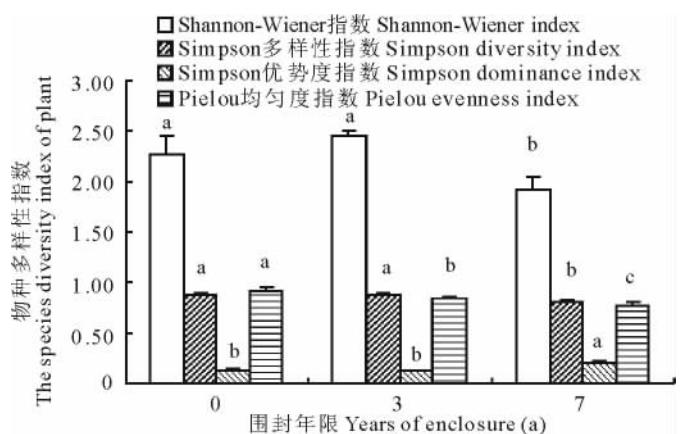 Shannon-Wiener指数 Shannon-Wiener index
Simpson多样性指数 Simpson diversity index
Simpson优势度指数 Simpson dominance index
Pielou均匀度指数 Pielou evenness index
物种多样性指数
The species diversity index of plant
3.00
2.50
2.00
1.50
1.00
0.50
0
a
a
b
a
a
a
b
b
b
c
b
b
a
0
3
7
围封年限 Years of enclosure (a)